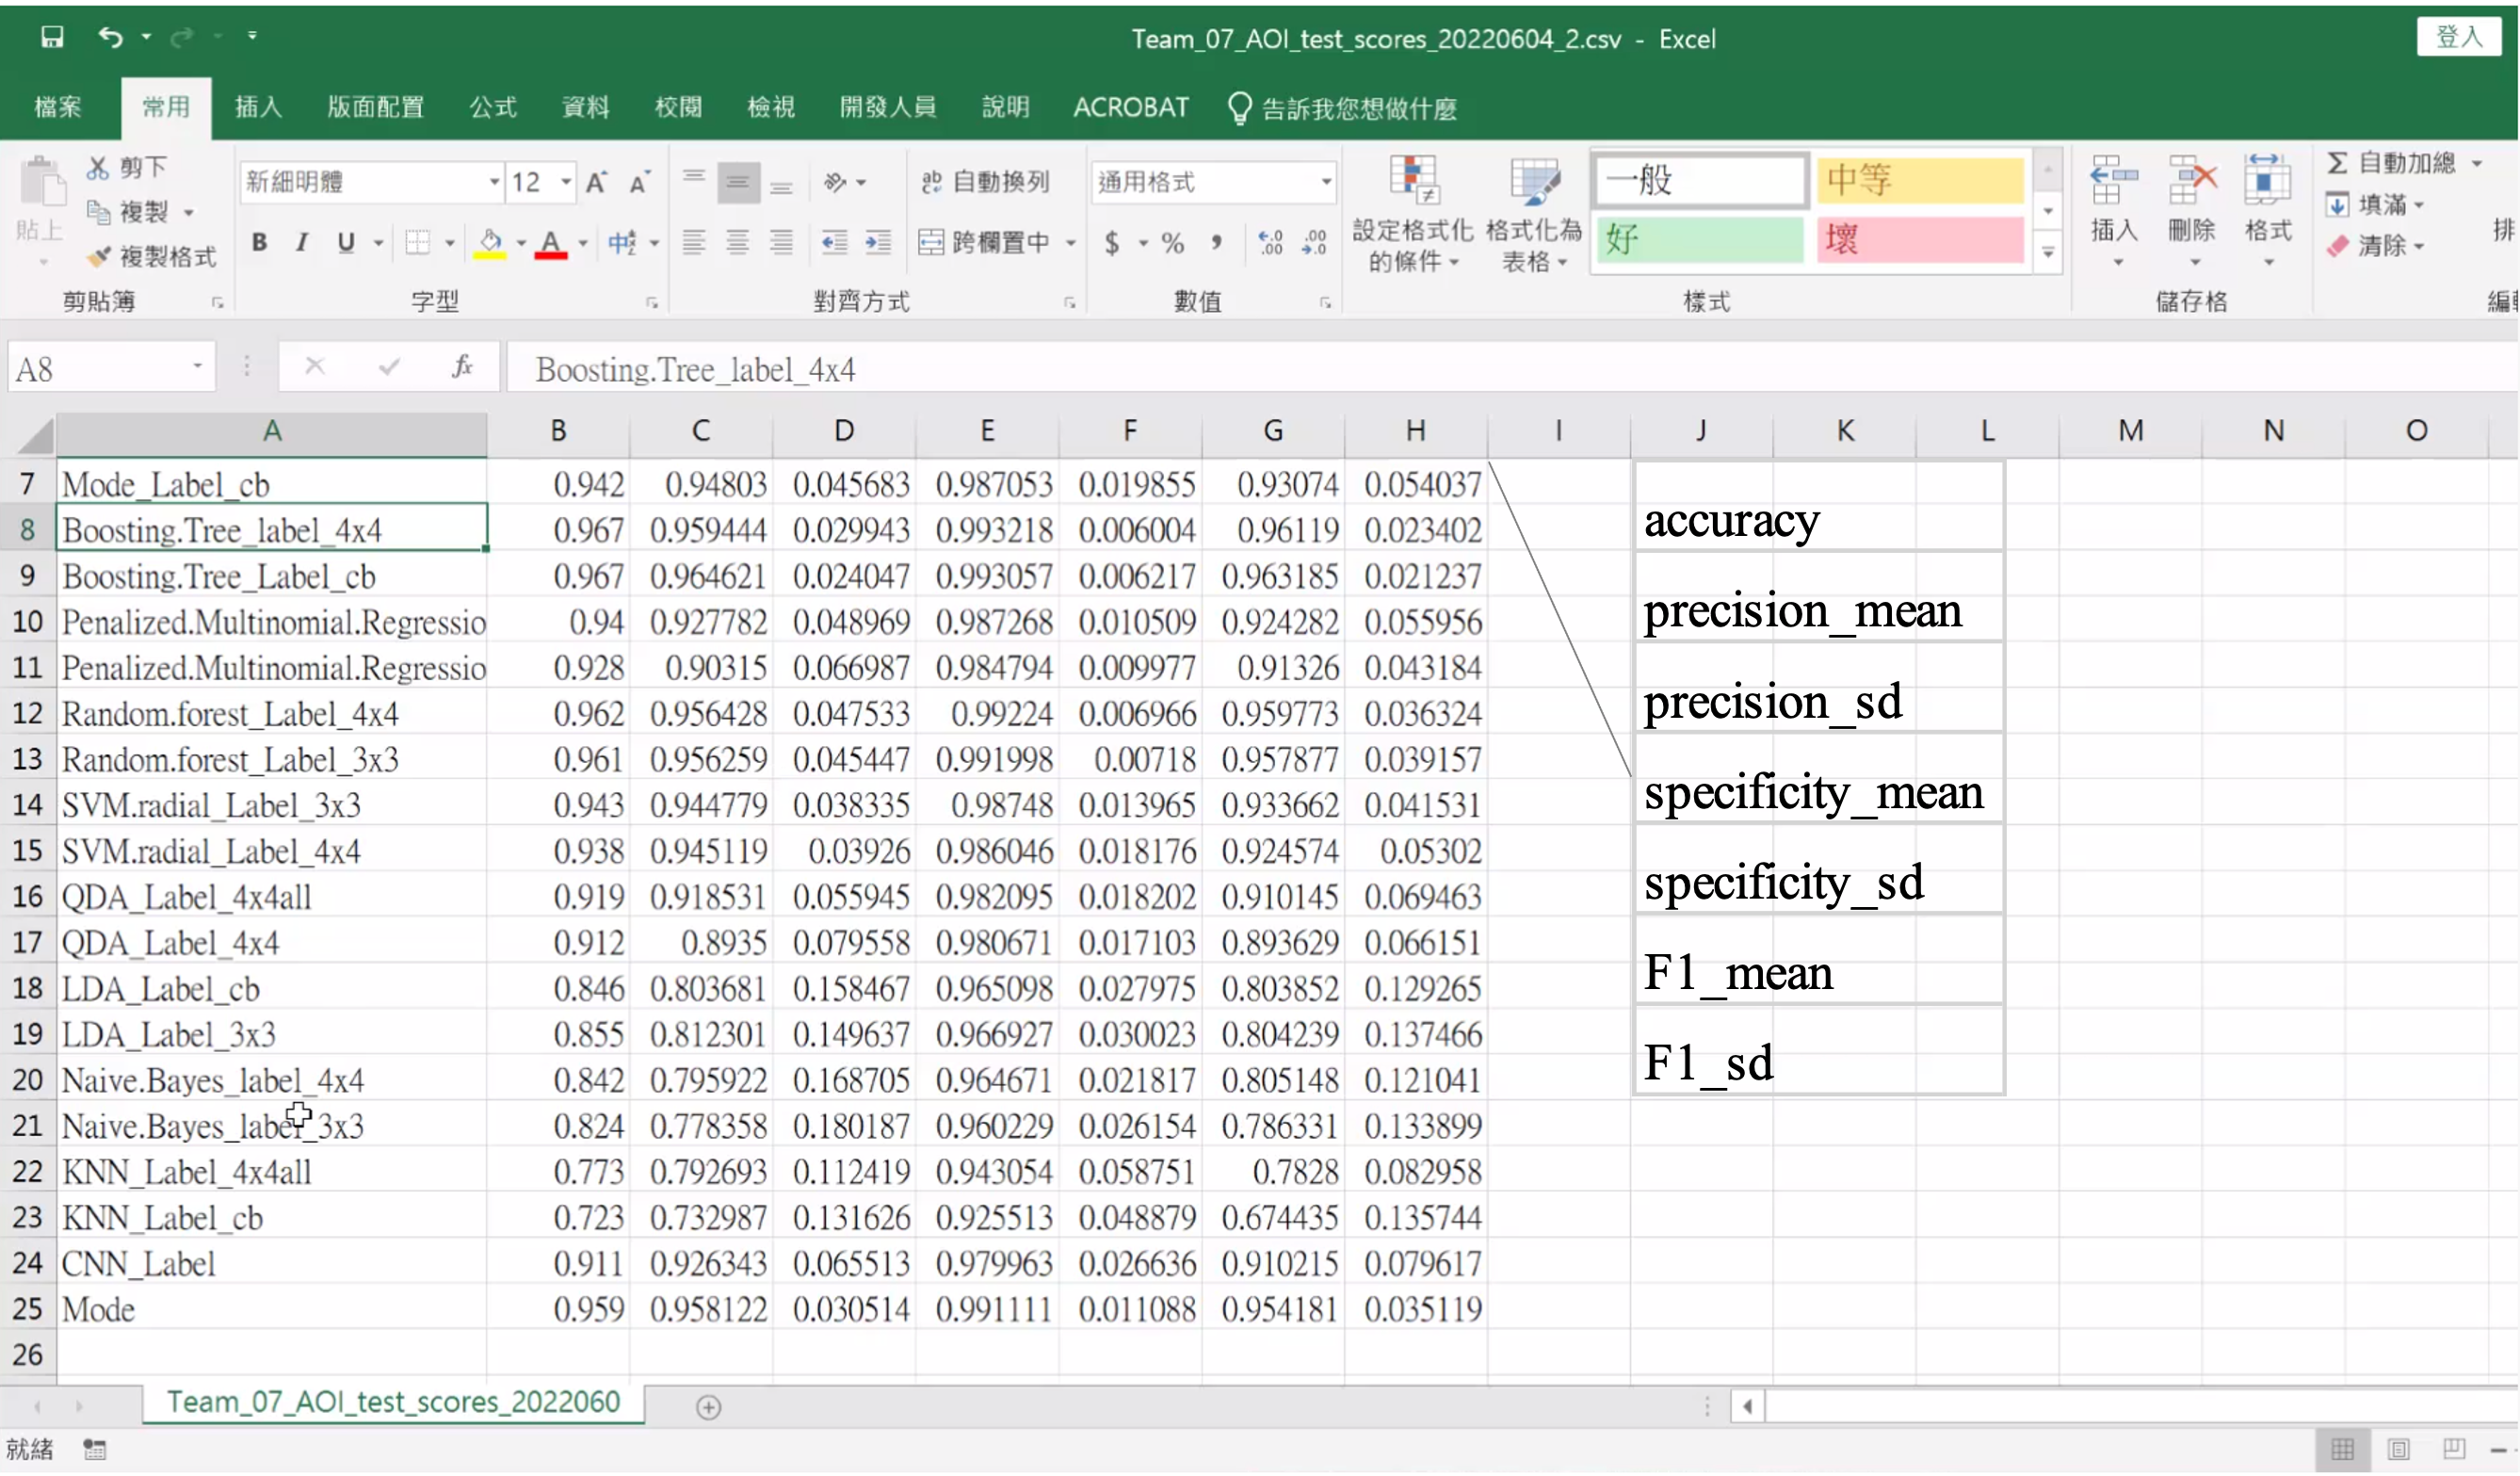 Team_07_AOI_test_scores_20220604_2.csv - Excel
登入
檔案 常用 插入 版面配置 公式 資料 校閱 檢視 開發人員 說明 ACROBAT 告訴我您想做什麼
貼上
剪下
複製
複製格式
剪貼簿
新細明體 12
B I U
字型
自動換列
跨欄置中
對齊方式
通用格式
$ %
數值
設定格式化的條件
格式化為表格
一般 中等
好 壞
樣式
插入 刪除 格式
儲存格
Σ 自動加總
填滿
清除
A8 fx Boosting.Tree_label_4x4
A B C D E F G H I J K L M N O
7 Mode_Label_cb 0.942 0.94803 0.045683 0.987053 0.019855 0.93074 0.054037
8 Boosting.Tree_label_4x4 0.967 0.959444 0.029943 0.993218 0.006004 0.96119 0.023402
9 Boosting.Tree_Label_cb 0.967 0.964621 0.024047 0.993057 0.006217 0.963185 0.021237
10 Penalized.Multinomial.Regressio 0.94 0.927782 0.048969 0.987268 0.010509 0.924282 0.055956
11 Penalized.Multinomial.Regressio 0.928 0.90315 0.066987 0.984794 0.009977 0.91326 0.043184
12 Random.forest_Label_4x4 0.962 0.956428 0.047533 0.99224 0.006966 0.959773 0.036324
13 Random.forest_Label_3x3 0.961 0.956259 0.045447 0.991998 0.00718 0.957877 0.039157
14 SVM.radial_Label_3x3 0.943 0.944779 0.038335 0.98748 0.013965 0.933662 0.041531
15 SVM.radial_Label_4x4 0.938 0.945119 0.03926 0.986046 0.018176 0.924574 0.05302
16 QDA_Label_4x4all 0.919 0.918531 0.055945 0.982095 0.018202 0.910145 0.069463
17 QDA_Label_4x4 0.912 0.8935 0.079558 0.980671 0.017103 0.893629 0.066151
18 LDA_Label_cb 0.846 0.803681 0.158467 0.965098 0.027975 0.803852 0.129265
19 LDA_Label_3x3 0.855 0.812301 0.149637 0.966927 0.030023 0.804239 0.137466
20 Naive.Bayes_label_4x4 0.842 0.795922 0.168705 0.964671 0.021817 0.805148 0.121041
21 Naive.Bayes_label_3x3 0.824 0.778358 0.180187 0.960229 0.026154 0.786331 0.133899
22 KNN_Label_4x4all 0.773 0.792693 0.112419 0.943054 0.058751 0.7828 0.082958
23 KNN_Label_cb 0.723 0.732987 0.131626 0.925513 0.048879 0.674435 0.135744
24 CNN_Label 0.911 0.926343 0.065513 0.979963 0.026636 0.910215 0.079617
25 Mode 0.959 0.958122 0.030514 0.991111 0.011088 0.954181 0.035119
26
accuracy
precision_mean
precision_sd
specificity_mean
specificity_sd
F1_mean
F1_sd
Team_07_AOI_test_scores_2022060
就緒